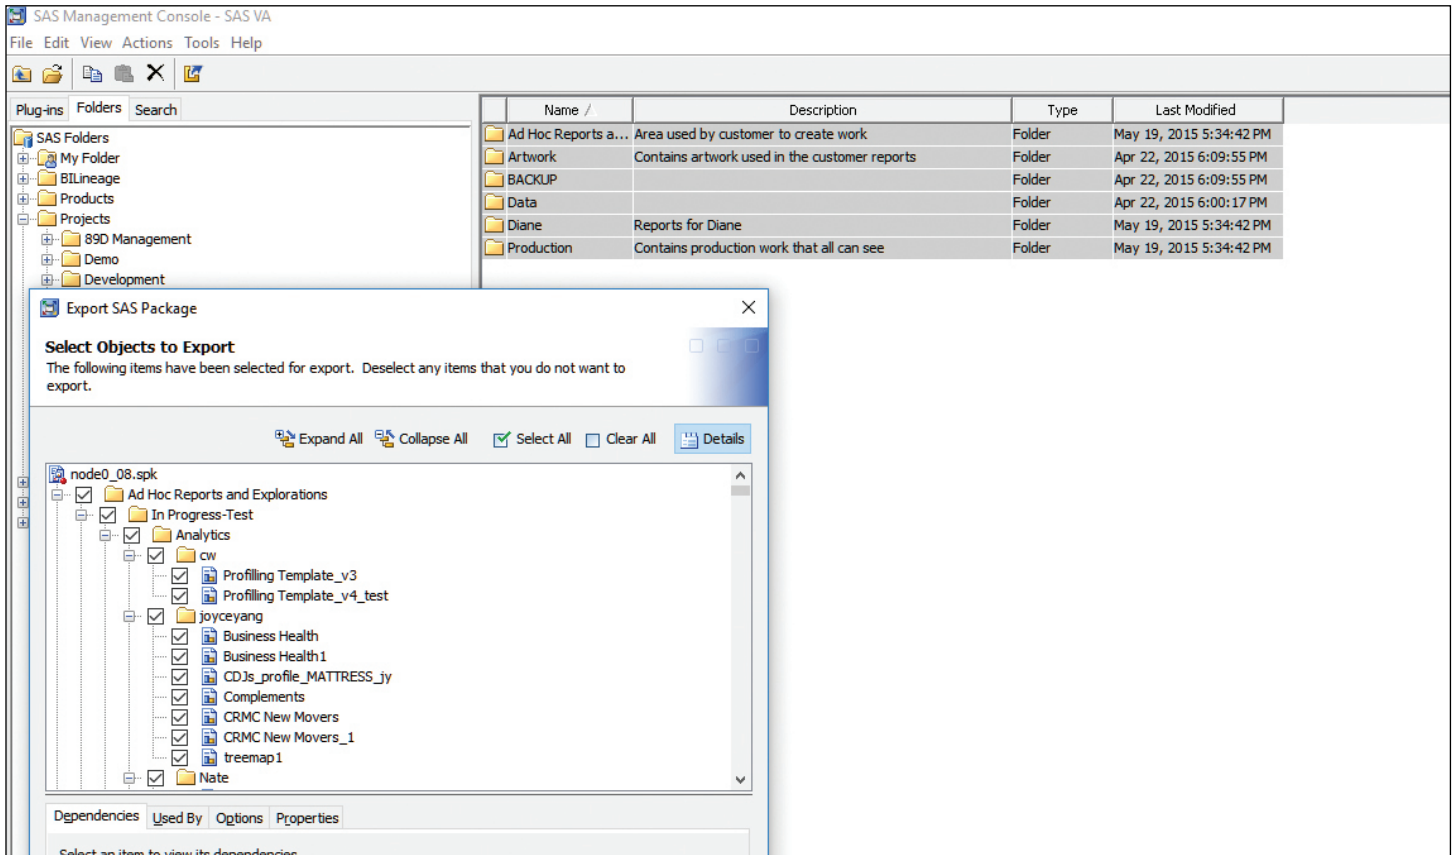 SAS Management Console - SAS VA
File Edit View Actions Tools Help
Plug-ins Folders Search
SAS Folders
My Folder
BILineage
Products
Projects
89D Management
Demo
Development
Name Description Type Last Modified
Ad Hoc Reports a... Area used by customer to create work Folder May 19, 2015 5:34:42 PM
Artwork Contains artwork used in the customer reports Folder Apr 22, 2015 6:09:55 PM
BACKUP Folder Apr 22, 2015 6:09:55 PM
Data Folder Apr 22, 2015 6:00:17 PM
Diane Reports for Diane Folder May 19, 2015 5:34:42 PM
Production Contains production work that all can see Folder May 19, 2015 5:34:42 PM
Export SAS Package
Select Objects to Export
The following items have been selected for export. Deselect any items that you do not want to
export.
Expand All Collapse All Select All Clear All Details
node0_08.spk
Ad Hoc Reports and Explorations
In Progress-Test
Analytics
cw
Profilling Template_v3
Profilling Template_v4_test
joyceyang
Business Health
Business Health1
CDJs_profile_MATTRESS_jy
Complements
CRMC New Movers
CRMC New Movers_1
treemap1
Nate
Dependencies Used By Options Properties
Select an item to view its dependencies